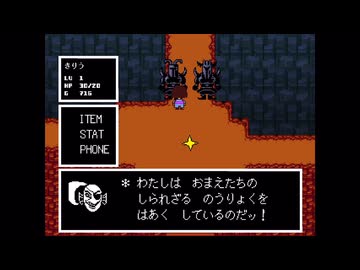 きりう
LV 1
HP 30/20
G 716
ITEM
STAT
PHONE
* わたしは おまえたちの
しられざる のうりょくを
はあく しているのだッ!